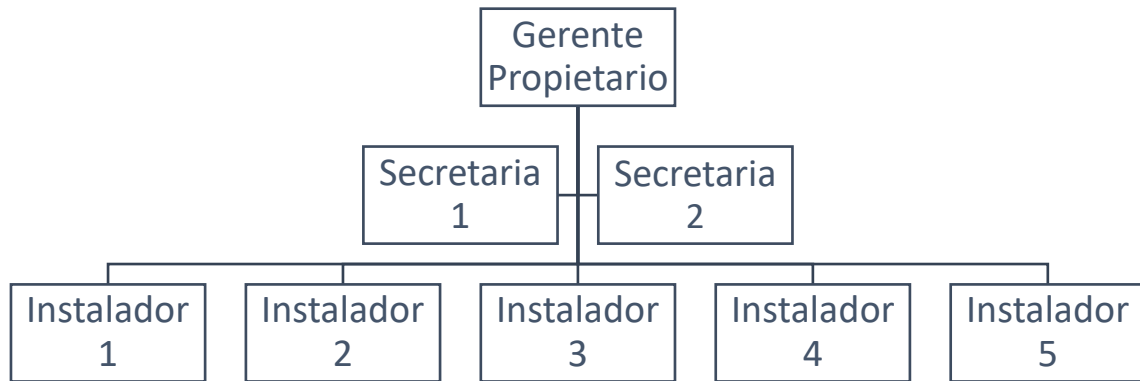 Gerente
Propietario
Secretaria
1
Secretaria
2
Instalador
1
Instalador
2
Instalador
3
Instalador
4
Instalador
5